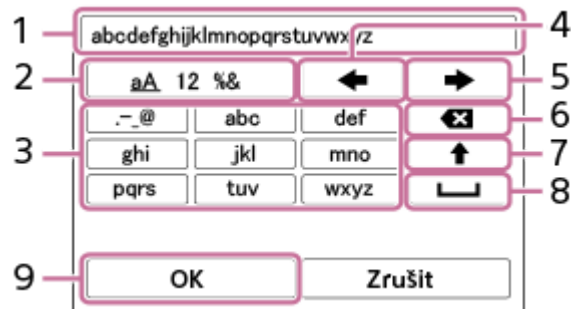 1 abcdefghijklmnopqrstuvwxyz 4
2 aA 12 %& 5
.-_@ abc def 6
3 ghi jkl mno 7
pqrs tuv wxyz 8
9 OK Zrušit